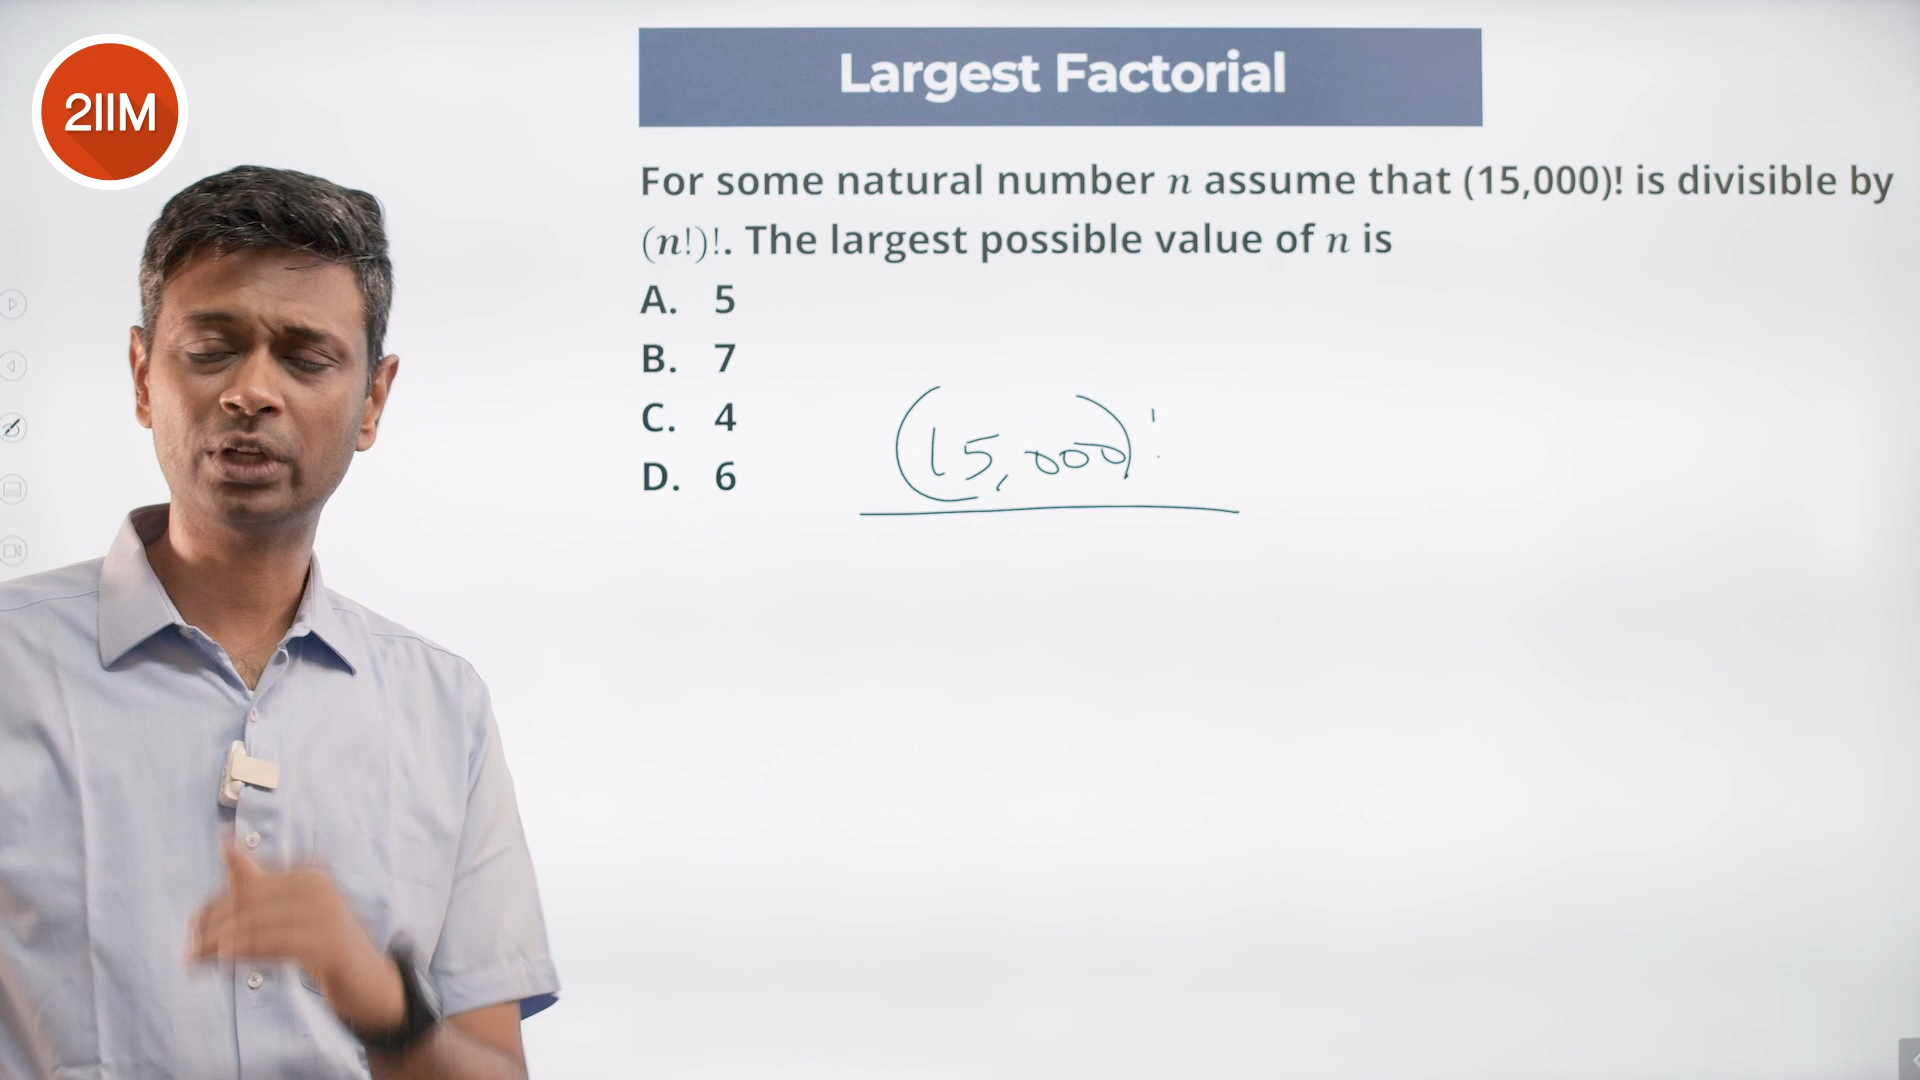 2IIM
Largest Factorial
For some natural number n assume that (15,000)! is divisible by
(n!)!. The largest possible value of n is
A. 5
B. 7
C. 4
D. 6
(15,000)!